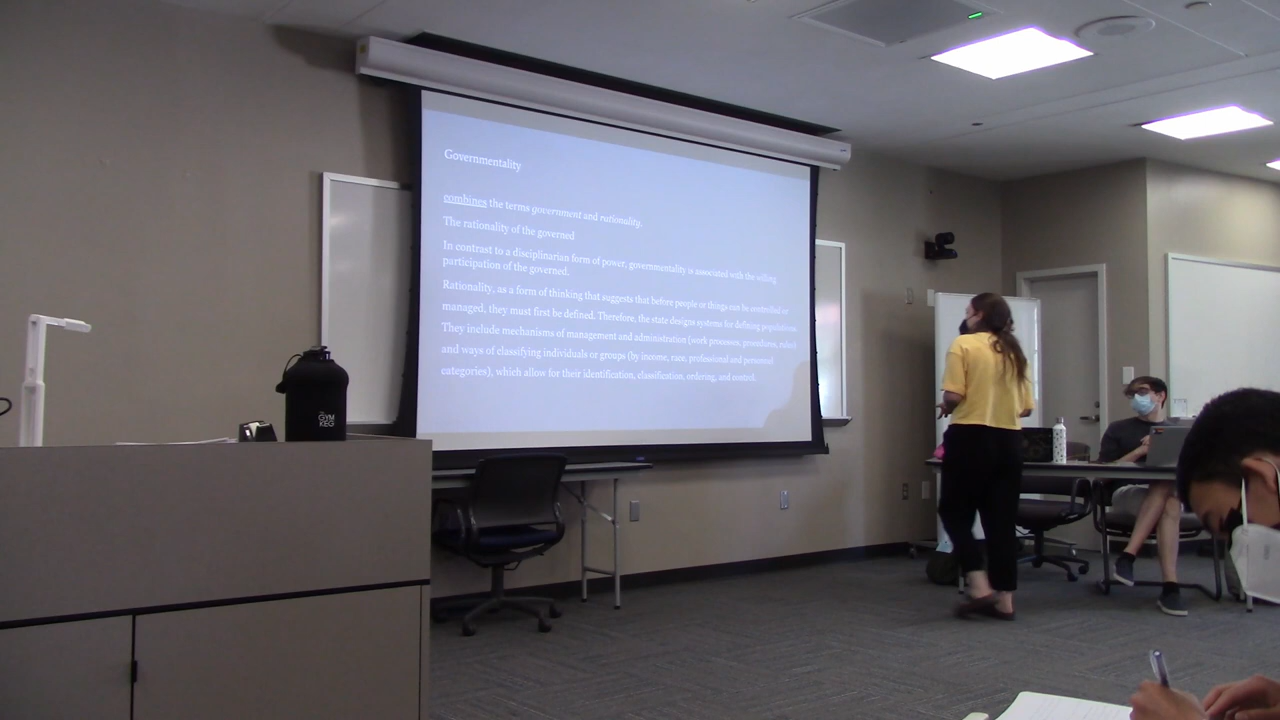 Governmentality
combines the terms government and rationality.
The rationality of the governed
In contrast to a disciplinarian form of power, governmentality is associated with the willing
participation of the governed.
Rationality, as a form of thinking that suggests that before people or things can be controlled or
managed, they must first be defined. Therefore, the state designs systems for defining populations
They include mechanisms of management and administration (work processes, procedures, rules)
and ways of classifying individuals or groups (by income, race, professional and personnel
categories), which allow for their identification, classification, ordering, and control.
GYM
KEG